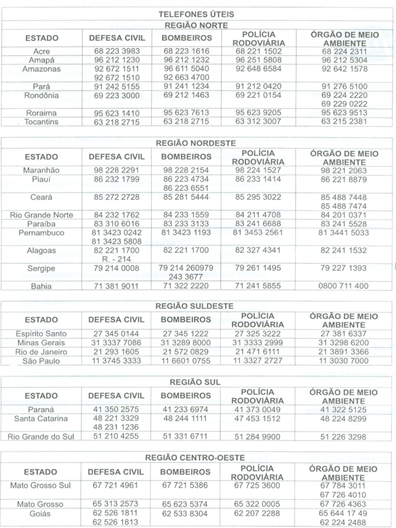 TELEFONES ÚTEIS
REGIÃO NORTE
ESTADO DEFESA CIVIL BOMBEIROS POLÍCIA RODOVIÁRIA ÓRGÃO DE MEIO AMBIENTE
Acre 68 223 3983 68 223 1616 68 221 1502 68 224 2311
Amapá 96 212 1230 96 212 1232 96 251 5808 96 212 5304
Amazonas 92 672 1511 96 611 5040 92 648 6584 92 642 1578
92 672 1510 92 663 4700
Pará 91 242 5155 91 241 1234 91 212 0420 91 276 5100
Rondônia 69 223 3000 69 212 1463 69 221 0154 69 224 2220
69 229 0222
Roraima 95 623 1410 95 623 7613 95 623 9205 95 623 9513
Tocantins 63 218 2715 63 218 2715 63 312 3007 63 215 2381
REGIÃO NORDESTE
ESTADO DEFESA CIVIL BOMBEIROS POLÍCIA RODOVIÁRIA ÓRGÃO DE MEIO AMBIENTE
Maranhão 98 228 2291 98 228 2154 98 224 1527 98 221 2063
Piauí 86 232 1799 86 223 4734 86 233 1414 86 221 8879
86 223 6551
Ceará 85 272 2728 85 281 5444 85 295 3022 85 488 7448
85 488 7474
Rio Grande Norte 84 232 1762 84 233 1559 84 211 4708 84 201 0371
Paraíba 83 310 6016 83 233 3133 83 241 6688 83 241 5528
Pernambuco 81 3423 0242 81 3423 1193 81 3453 2561 81 3441 5033
81 3423 5808
Alagoas 82 221 1700 82 221 1700 82 327 4341 82 241 1532
R. - 214
Sergipe 79 214 0008 79 214 260979 79 261 1495 79 227 1393
243 3677
Bahia 71 381 9011 71 322 2220 71 241 5855 0800 711 400
REGIÃO SULDESTE
ESTADO DEFESA CIVIL BOMBEIROS POLÍCIA RODOVIÁRIA ÓRGÃO DE MEIO AMBIENTE
Espírito Santo 27 345 0144 27 345 1222 27 325 3222 27 381 6337
Minas Gerais 31 3337 7086 31 3289 8000 31 3333 2999 31 3298 6200
Rio de Janeiro 21 293 1605 21 572 0829 21 471 6111 21 3891 3366
São Paulo 11 3745 3333 11 6601 0755 11 3327 2727 11 3030 7000
REGIÃO SUL
ESTADO DEFESA CIVIL BOMBEIROS POLÍCIA RODOVIÁRIA ÓRGÃO DE MEIO AMBIENTE
Paraná 41 350 2575 41 233 6974 41 373 0049 41 322 5125
Santa Catarina 48 221 3329 48 244 1111 47 453 1512 48 224 8299
48 231 1236
Rio Grande do Sul 51 210 4255 51 331 6711 51 284 9900 51 226 3298
REGIÃO CENTRO-OESTE
ESTADO DEFESA CIVIL BOMBEIROS POLÍCIA RODOVIÁRIA ÓRGÃO DE MEIO AMBIENTE
Mato Grosso Sul 67 721 4961 67 721 5386 67 725 3600 67 784 3011
67 726 4010
Mato Grosso 65 313 2573 65 623 5374 65 322 0005 67 726 4363
Goiás 62 526 1811 62 533 8304 62 207 2288 65 644 17 49
62 526 1813 62 224 2488